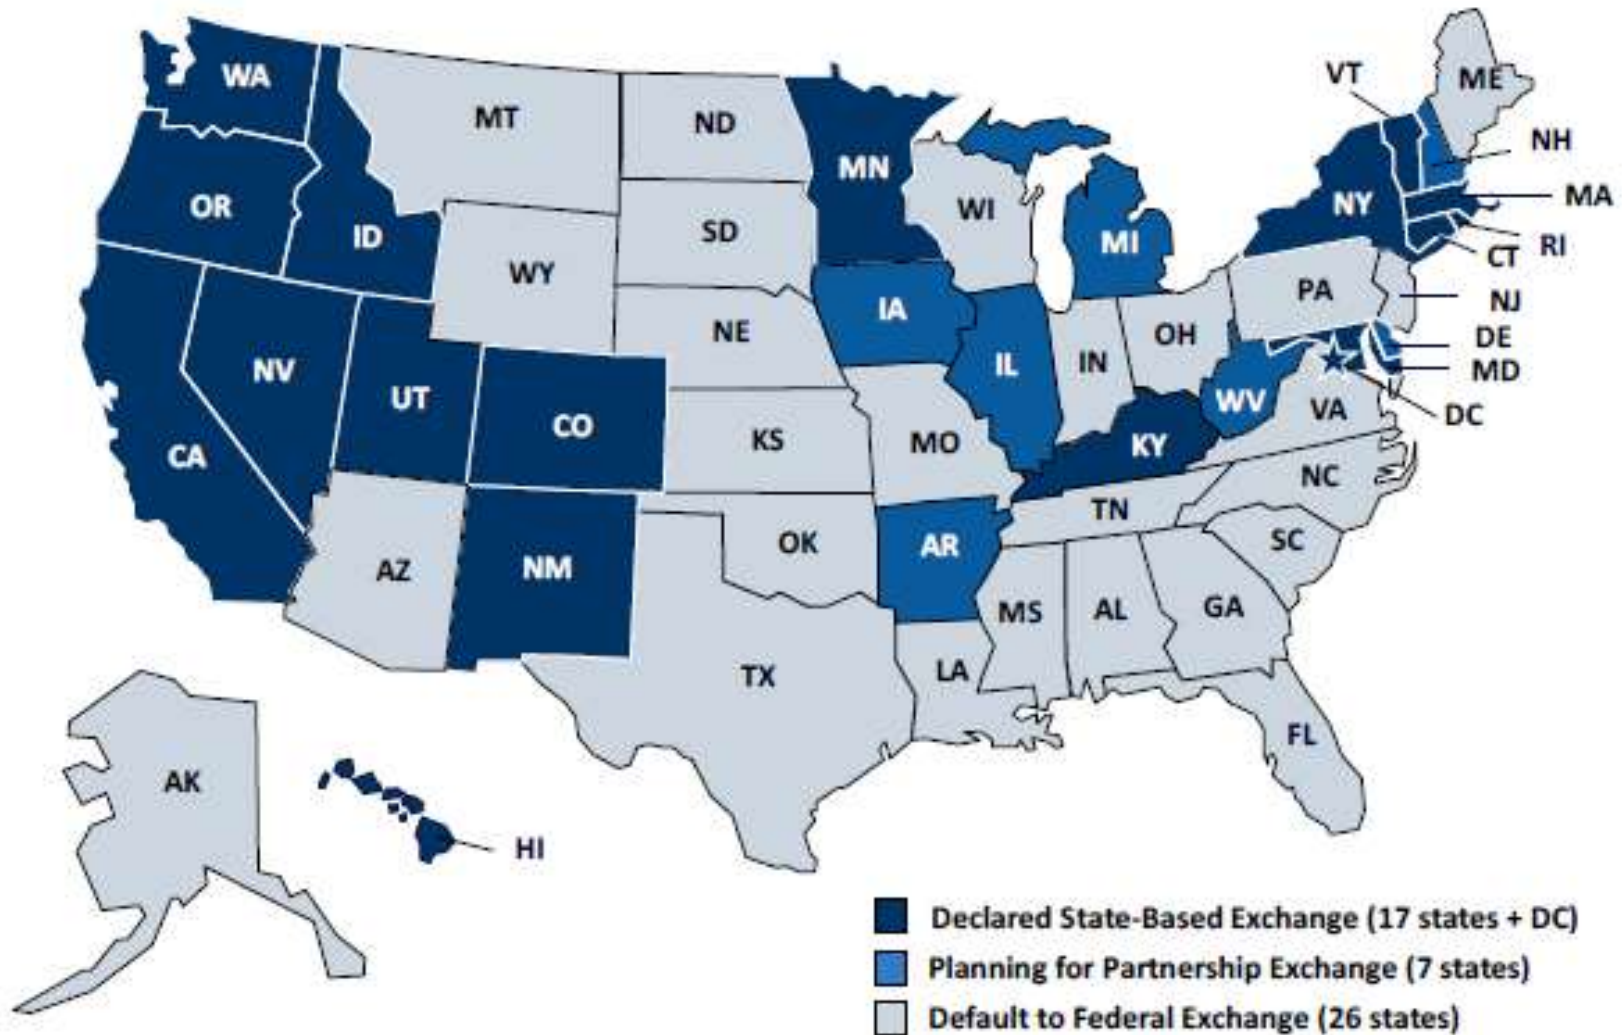 WA
MT
ND
MN
VT
ME
NH
OR
ID
SD
WI
MI
NY
MA
RI
CT
WY
IA
PA
NJ
NE
OH
DE
NV
IL
IN
MD
UT
WV
VA
DC
CO
KS
MO
KY
CA
NC
TN
AZ
NM
OK
AR
SC
MS
AL
GA
TX
LA
FL
AK
HI
Declared State-Based Exchange (17 states + DC)
Planning for Partnership Exchange (7 states)
Default to Federal Exchange (26 states)